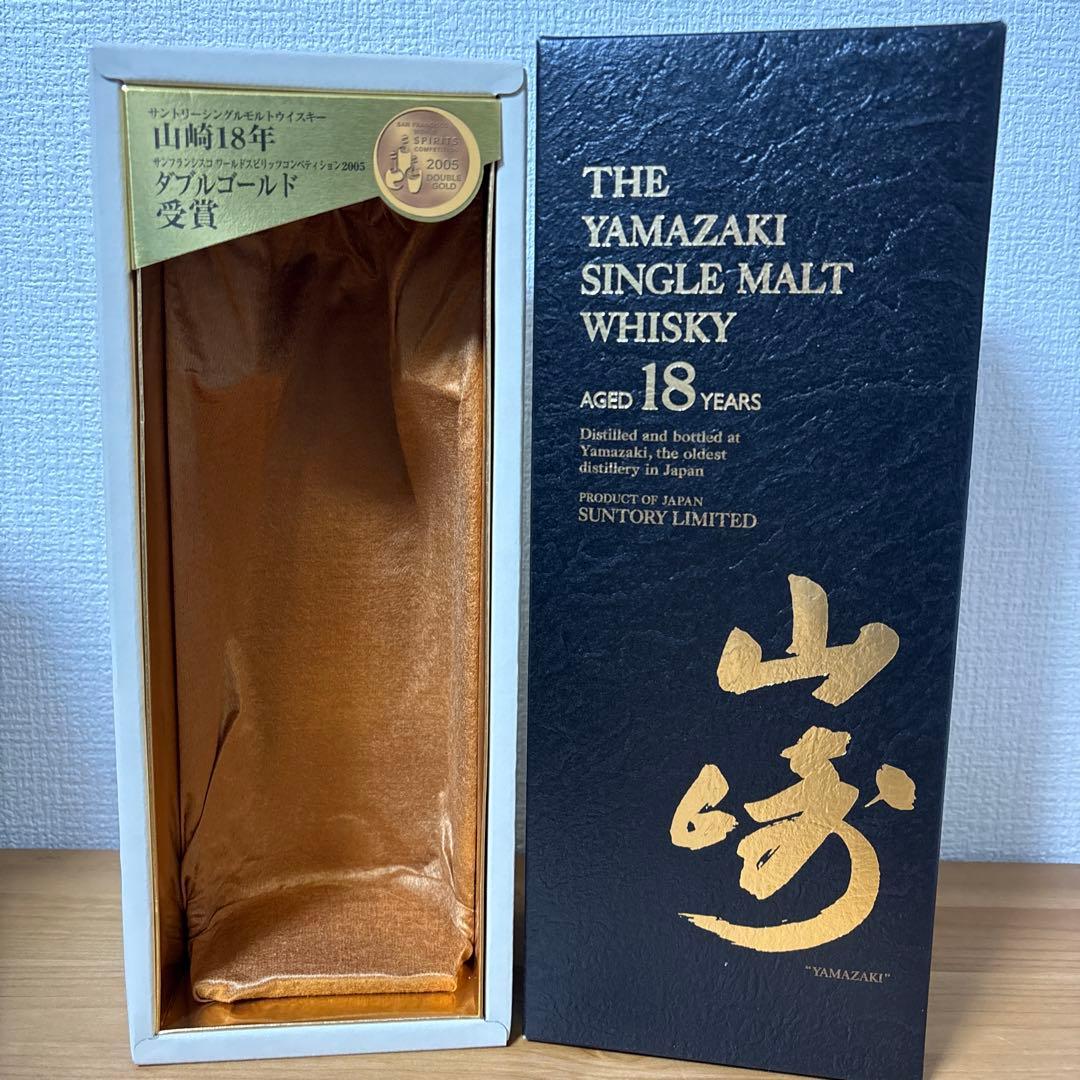 サントリーシングルモルトウイスキー
山崎18年
サンフランシスコ ワールドスピリッツコンペティション2005
ダブルゴールド
受賞
SAN FRANCISCO
WORLD
SPIRITS
COMPETITION
2005
DOUBLE
GOLD
THE
YAMAZAKI
SINGLE MALT
WHISKY
AGED 18 YEARS
Distilled and bottled at
Yamazaki, the oldest
distillery in Japan
PRODUCT OF JAPAN
SUNTORY LIMITED
山
崎
"YAMAZAKI"